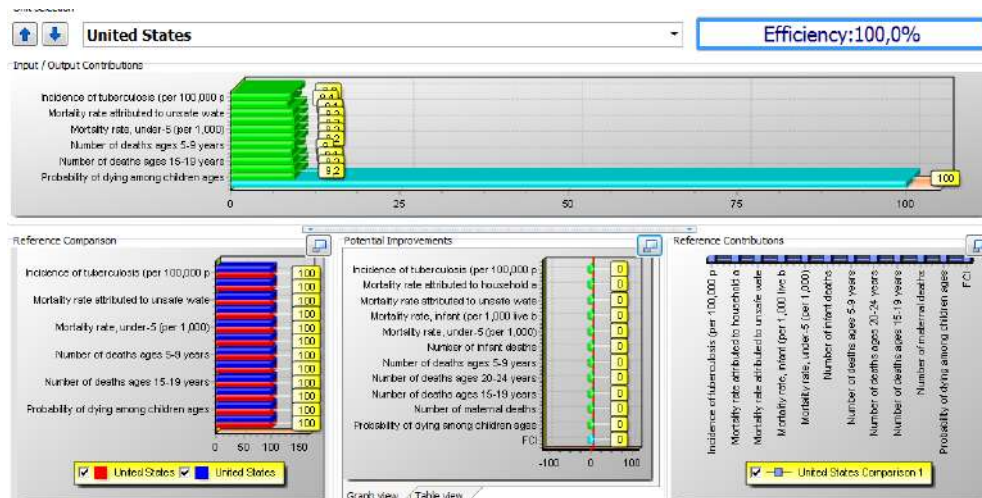 Unit selection
United States
Efficiency:100,0%
Input / Output Contributions
Incidence of tuberculosis (per 100,000 p
Mortality rate attributed to unsafe wate
Mortality rate, under-5 (per 1,000)
Number of deaths ages 5-9 years
Number of deaths ages 15-19 years
Probability of dying among children ages
9,2
100
0 25 50 75 100
Reference Comparison
Incidence of tuberculosis (per 100,000 p
Mortality rate attributed to unsafe wate
Mortality rate, under-5 (per 1,000)
Number of deaths ages 5-9 years
Number of deaths ages 15-19 years
Probability of dying among children ages
100
100
100
100
100
100
100
100
100
100
100
100
0 50 100 150
United States United States
Potential Improvements
Incidence of tuberculosis (per 100,000 p
Mortality rate attributed to household a
Mortality rate attributed to unsafe wate
Mortality rate, infant (per 1,000 live b
Mortality rate, under-5 (per 1,000)
Number of infant deaths
Number of deaths ages 5-9 years
Number of deaths ages 20-24 years
Number of deaths ages 15-19 years
Number of maternal deaths
Probability of dying among children ages
FCI
0
0
0
0
0
0
0
0
0
0
0
0
-100 0 100
Graph view Table view
Reference Contributions
Incidence of tuberculosis (per 100,000 p
Mortality rate attributed to household a
Mortality rate attributed to unsafe wate
Mortality rate, infant (per 1,000 live b
Mortality rate, under-5 (per 1,000)
Number of infant deaths
Number of deaths ages 5-9 years
Number of deaths ages 20-24 years
Number of deaths ages 15-19 years
Number of maternal deaths
Probability of dying among children ages
FCI
United States Comparison 1